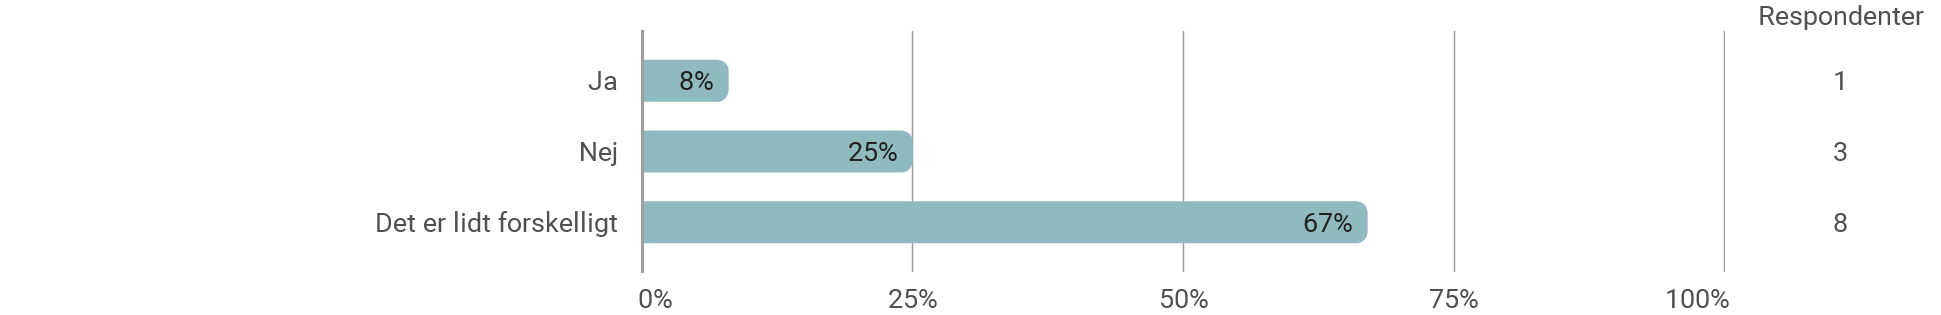 Respondenter
Ja 8% 1
Nej 25% 3
Det er lidt forskelligt 67% 8
0% 25% 50% 75% 100%